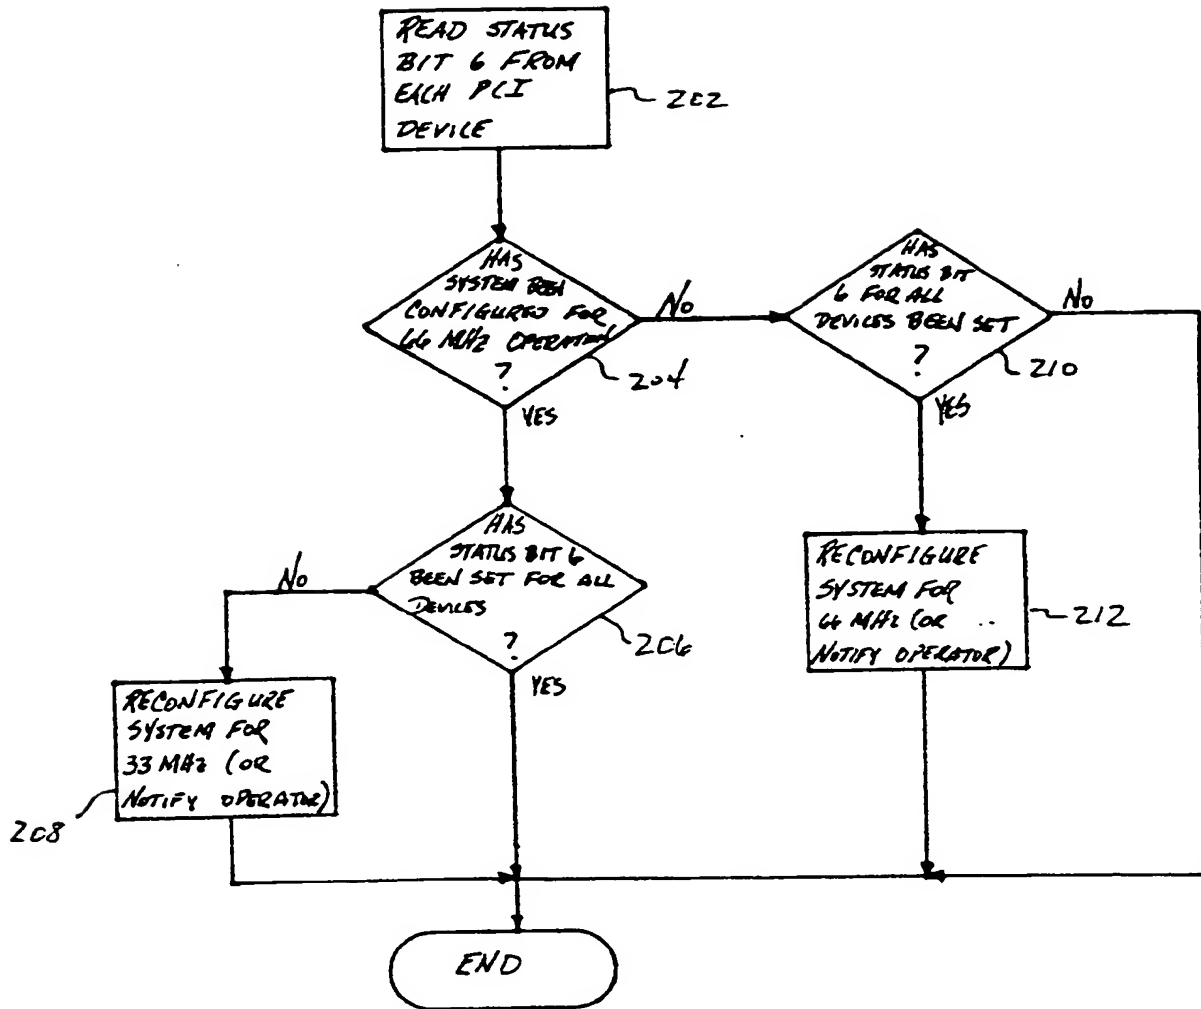 READ STATUS
BIT 6 FROM
EACH PCI
DEVICE
202
HAS
SYSTEM BEEN
CONFIGURED FOR
66 MHz OPERATION
?
204
No
YES
HAS
STATUS BIT
6 FOR ALL
DEVICES BEEN SET
?
210
No
YES
HAS
STATUS BIT 6
BEEN SET FOR ALL
DEVICES
?
206
No
YES
RECONFIGURE
SYSTEM FOR
66 MHz (OR
NOTIFY OPERATOR)
212
RECONFIGURE
SYSTEM FOR
33 MHz (OR
NOTIFY OPERATOR)
208
END